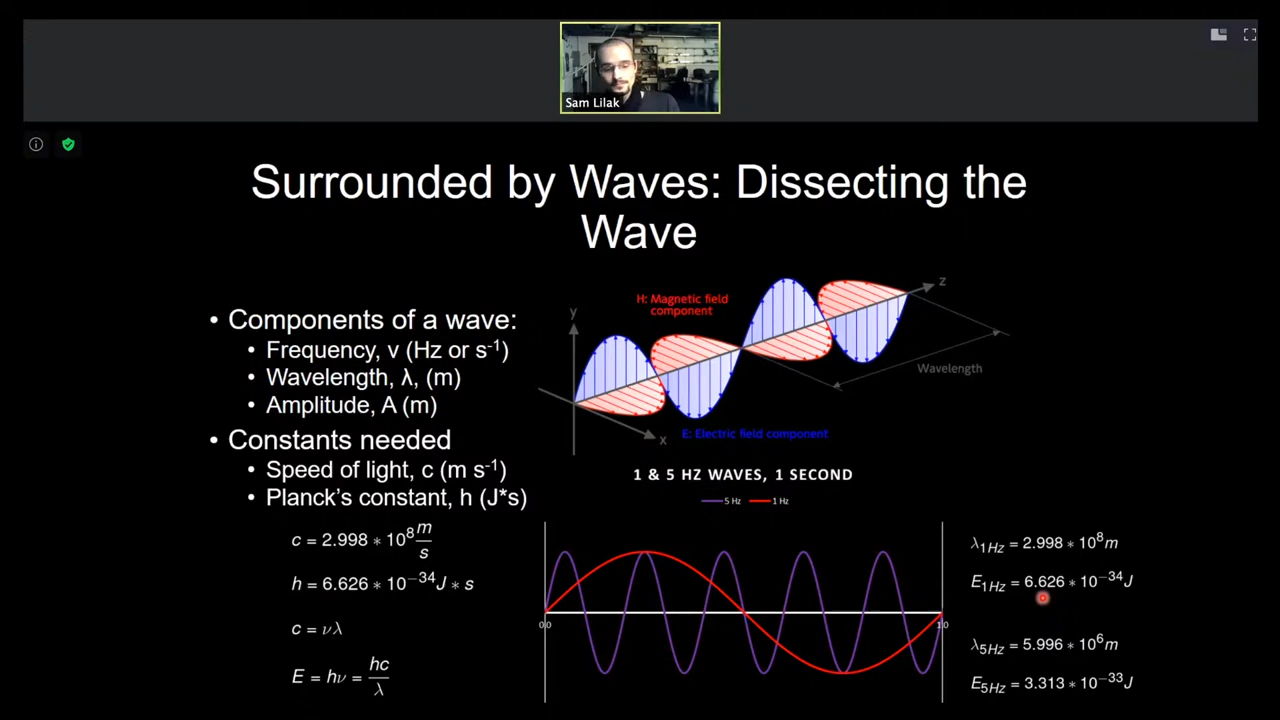 Sam Lilak
Surrounded by Waves: Dissecting the
Wave
• Components of a wave:
• Frequency, v (Hz or s-1)
• Wavelength, λ, (m)
• Amplitude, A (m)
• Constants needed
• Speed of light, c (m s-1)
• Planck's constant, h (J*s)
c = 2.998 * 10^8 m/s
h = 6.626 * 10^−34 J * s
c = νλ
E = hν = hc/λ
H: Magnetic field
component
y
z
x
Wavelength
E: Electric field component
1 & 5 HZ WAVES, 1 SECOND
5 Hz 1 Hz
0.0 1.0
λ1Hz = 2.998 * 10^8 m
E1Hz = 6.626 * 10^−34 J
λ5Hz = 5.996 * 10^6 m
E5Hz = 3.313 * 10^−33 J